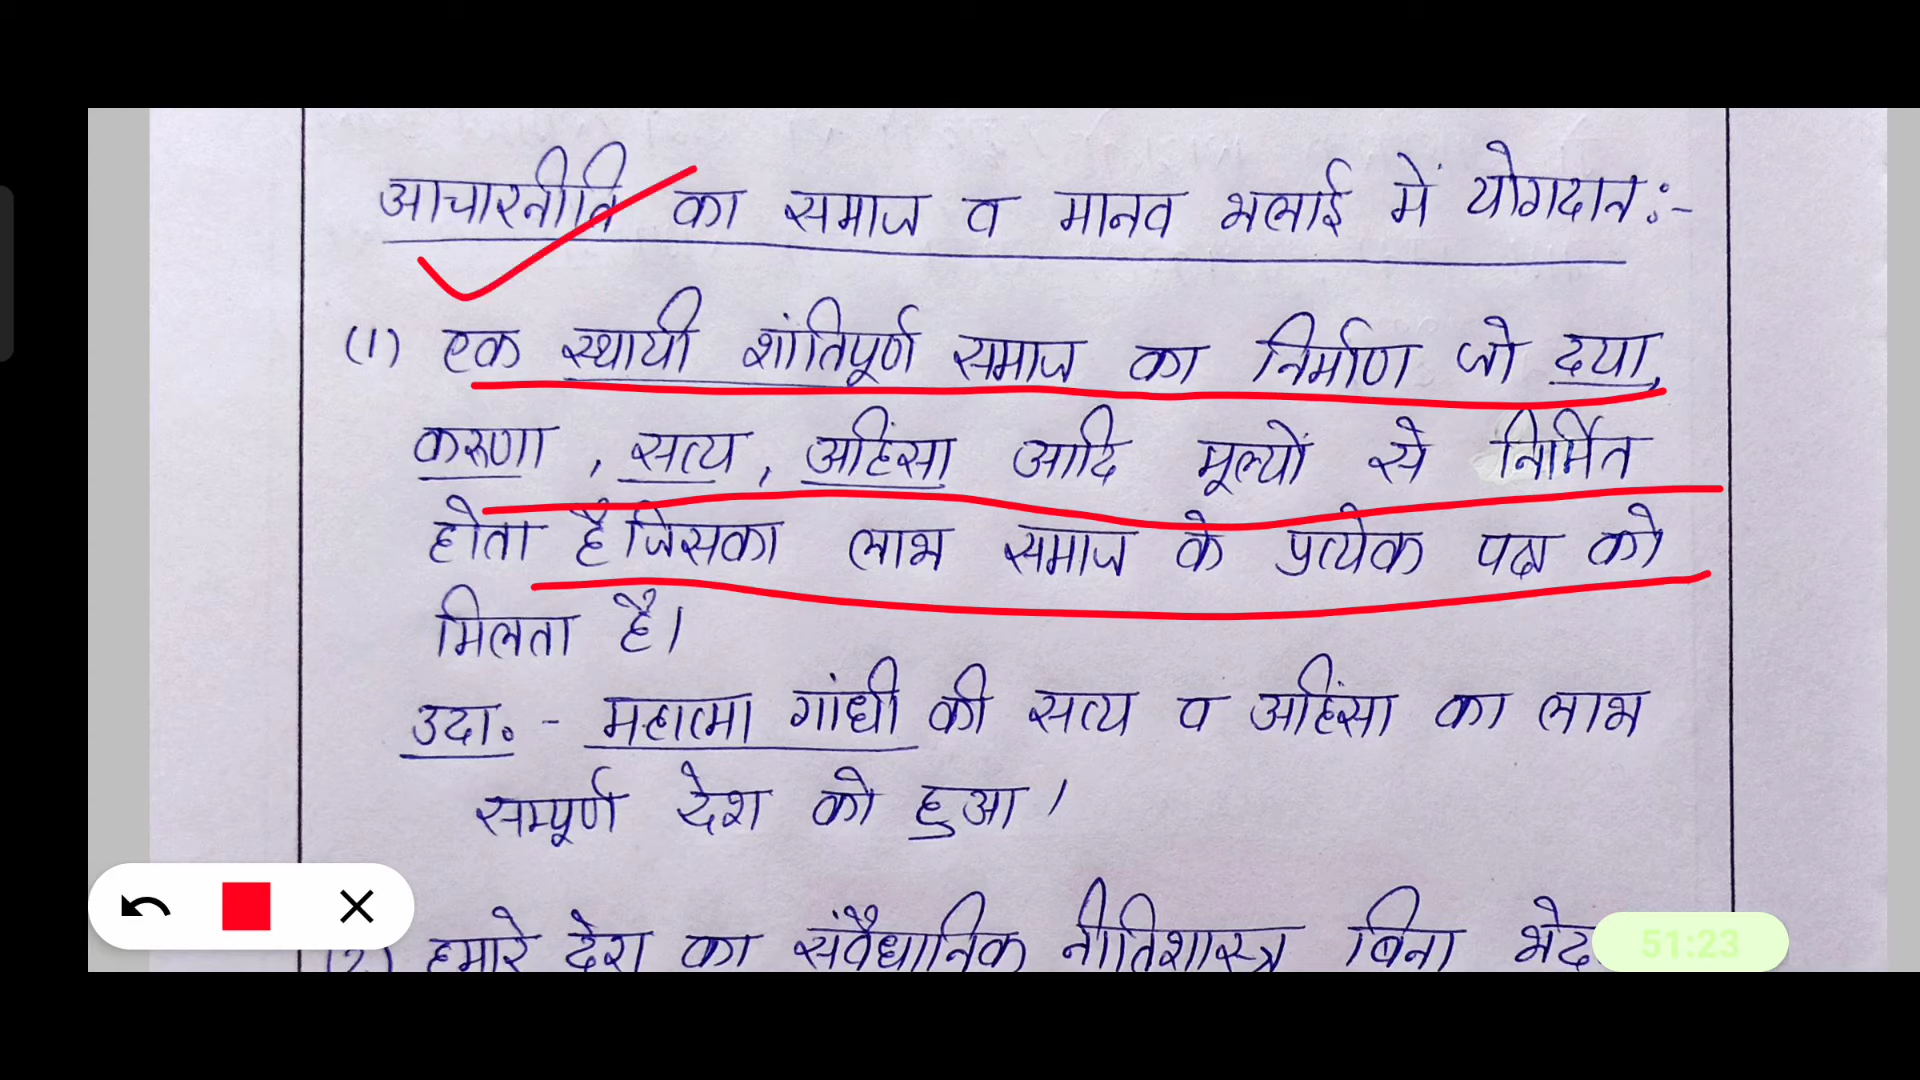 आचारनीति का समाज व मानव भलाई में योगदान:-
(1) एक स्थायी शांतिपूर्ण समाज का निर्माण जो दया,
करुणा, सत्य, अहिंसा आदि मूल्यों से निर्मित
होता है जिसका लाभ समाज के प्रत्येक पक्ष को
मिलता है।
उदा. - महात्मा गांधी की सत्य व अहिंसा का लाभ
सम्पूर्ण देश को हुआ।
(2) हमारे देश का संवैधानिक नीतिशास्त्र बिना भेद
51:23